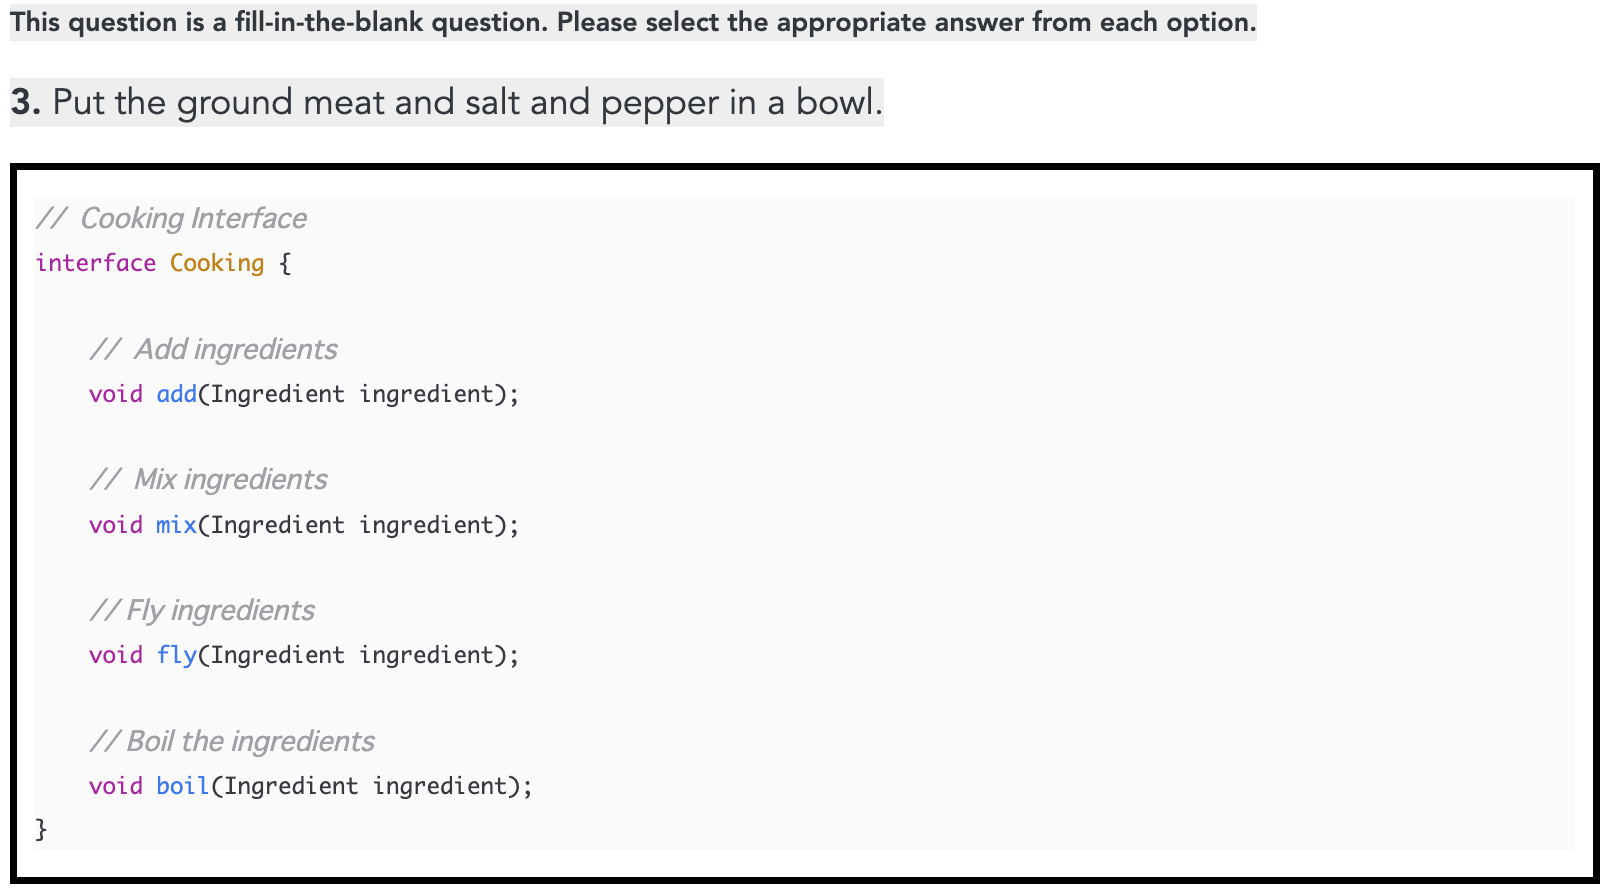 This question is a fill-in-the-blank question. Please select the appropriate answer from each option.
3. Put the ground meat and salt and pepper in a bowl.
// Cooking Interface
interface Cooking {
// Add ingredients
void add(Ingredient ingredient);
// Mix ingredients
void mix(Ingredient ingredient);
// Fly ingredients
void fly(Ingredient ingredient);
// Boil the ingredients
void boil(Ingredient ingredient);
}